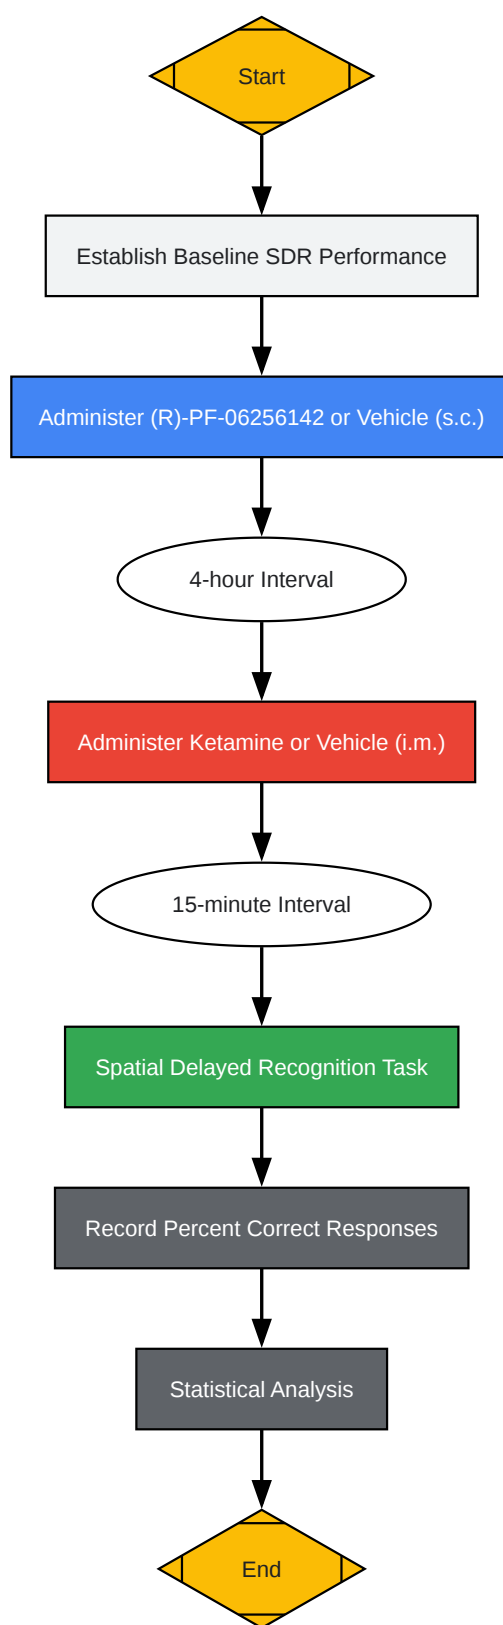 Start
Establish Baseline SDR Performance
Administer (R)-PF-06256142 or Vehicle (s.c.)
4-hour Interval
Administer Ketamine or Vehicle (i.m.)
15-minute Interval
Spatial Delayed Recognition Task
Record Percent Correct Responses
Statistical Analysis
End